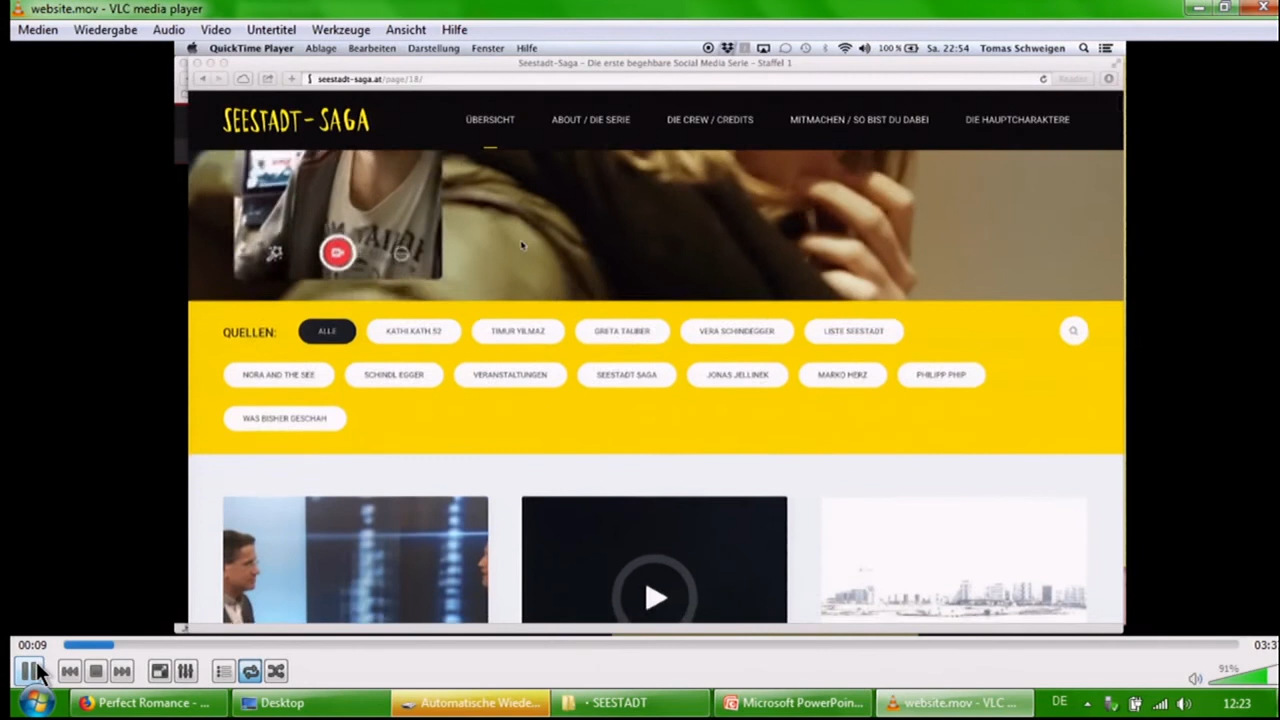 website.mov - VLC media player
Medien Wiedergabe Audio Video Untertitel Werkzeuge Ansicht Hilfe
QuickTime Player Ablage Bearbeiten Darstellung Fenster Hilfe 100 % Sa. 22:54 Tomas Schweigen
Seestadt-Saga - Die erste begehbare Social Media Serie - Staffel 1
seestadt-saga.at/page/18/ Reader
SEESTADT-SAGA ÜBERSICHT ABOUT / DIE SERIE DIE CREW / CREDITS MITMACHEN / SO BIST DU DABEI DIE HAUPTCHARAKTERE
QUELLEN: ALLE KATHI.KATH.52 TIMUR YILMAZ GRETA TAUBER VERA SCHINDEGGER LISTE SEESTADT
NORA AND THE SEE SCHINDL EGGER VERANSTALTUNGEN SEESTADT SAGA JONAS JELLINEK MARKO HERZ PHILIPP PHIP
WAS BISHER GESCHAH
00:09 03:3
91%
Perfect Romance - ... Desktop Automatische Wiede... - SEESTADT Microsoft PowerPoin... website.mov - VLC ... DE 12:23